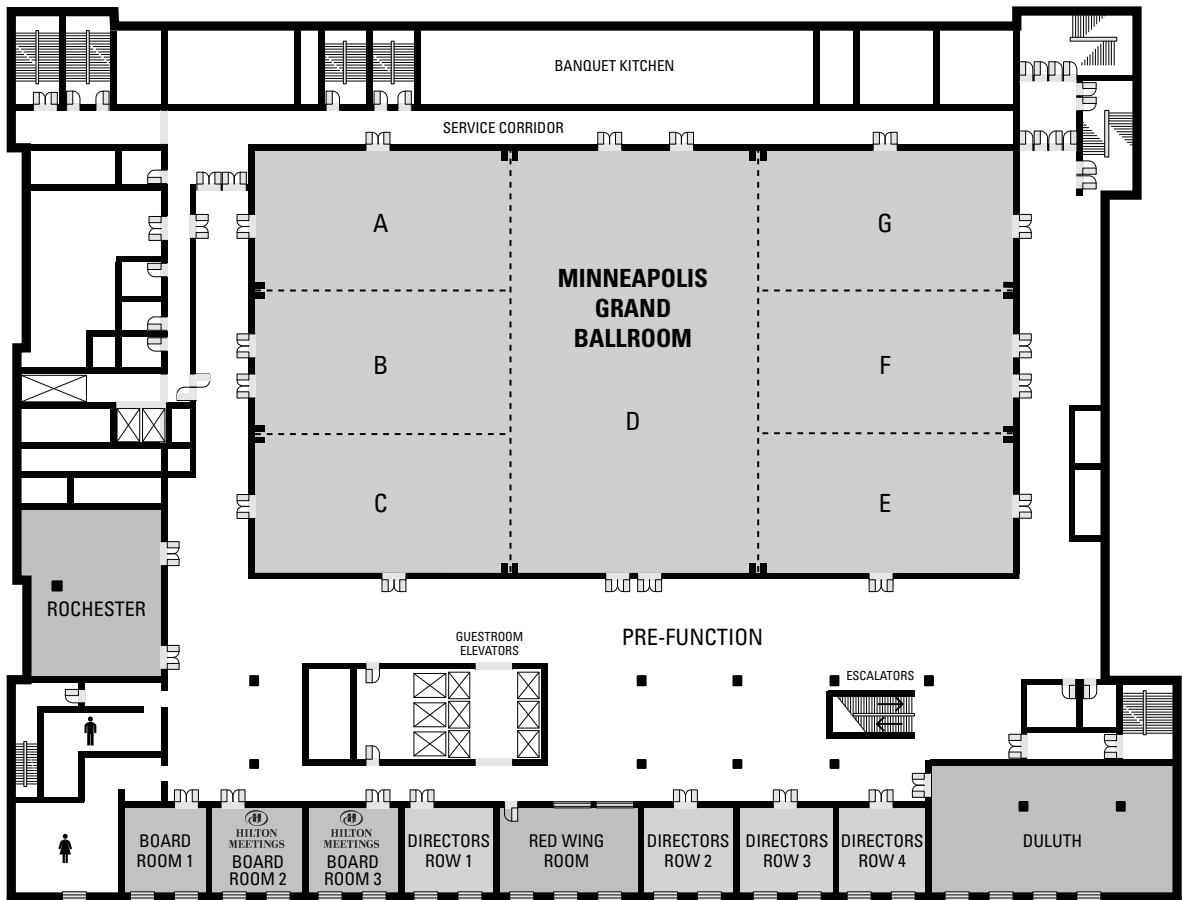 BANQUET KITCHEN
SERVICE CORRIDOR
A
G
MINNEAPOLIS
GRAND
BALLROOM
B
F
D
C
E
ROCHESTER
PRE-FUNCTION
GUESTROOM
ELEVATORS
ESCALATORS
BOARD
ROOM 1
H
HILTON
MEETINGS
BOARD
ROOM 2
H
HILTON
MEETINGS
BOARD
ROOM 3
DIRECTORS
ROW 1
RED WING
ROOM
DIRECTORS
ROW 2
DIRECTORS
ROW 3
DIRECTORS
ROW 4
DULUTH